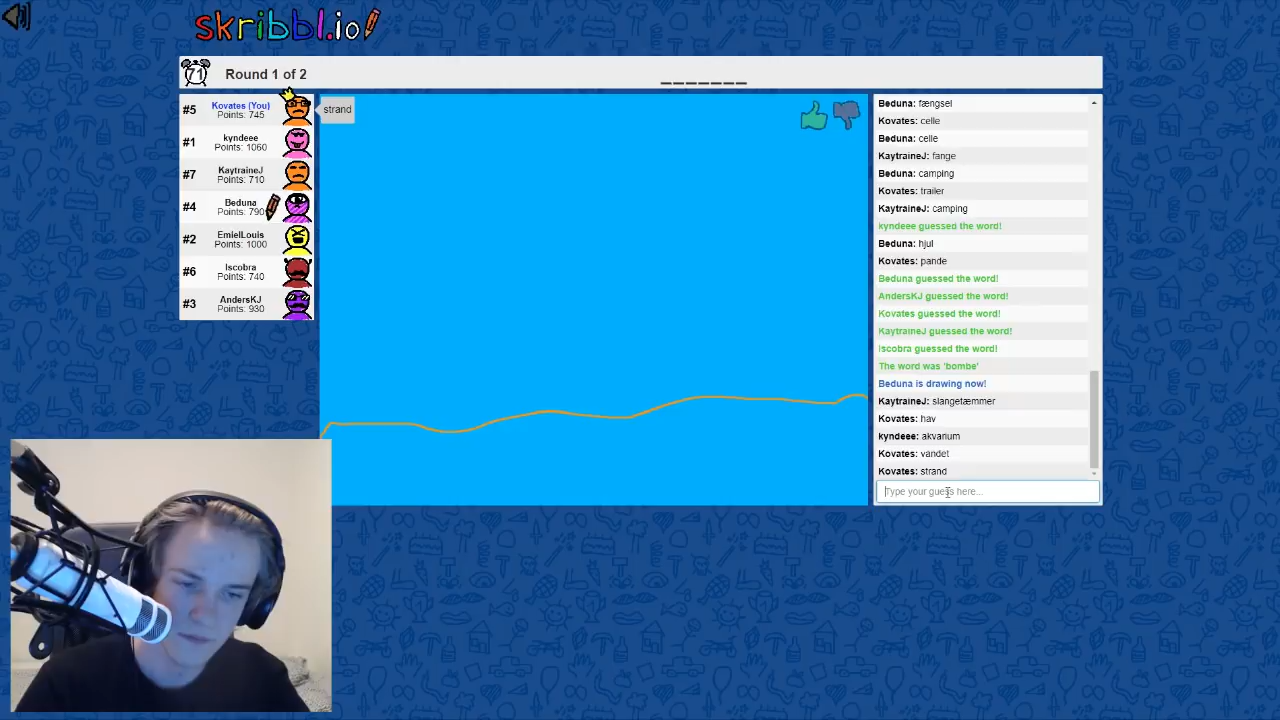 skribbl.io
71
Round 1 of 2
_______
#5
Kovates (You)
Points: 745
strand
#1
kyndeee
Points: 1060
#7
KaytraineJ
Points: 710
#4
Beduna
Points: 790
#2
EmielLouis
Points: 1000
#6
Iscobra
Points: 740
#3
AndersKJ
Points: 930
Beduna: fængsel
Kovates: celle
Beduna: celle
KaytraineJ: fange
Beduna: camping
Kovates: trailer
KaytraineJ: camping
kyndeee guessed the word!
Beduna: hjul
Kovates: pande
Beduna guessed the word!
AndersKJ guessed the word!
Kovates guessed the word!
KaytraineJ guessed the word!
Iscobra guessed the word!
The word was 'bombe'
Beduna is drawing now!
KaytraineJ: slangetæmmer
Kovates: hav
kyndeee: akvarium
Kovates: vandet
Kovates: strand
Type your guess here...